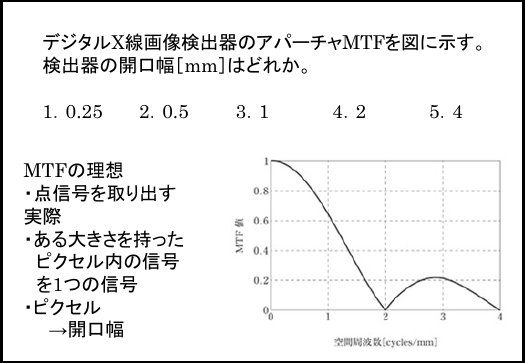 デジタルX線画像検出器のアパーチャMTFを図に示す。
検出器の開口幅[mm]はどれか。
1. 0.25 2. 0.5 3. 1 4. 2 5. 4
MTFの理想
・点信号を取り出す
実際
・ある大きさを持った
ピクセル内の信号
を1つの信号
・ピクセル
→開口幅
MTF 値
1
0.8
0.6
0.4
0.2
0
0 1 2 3 4
空間周波数[cycles/mm]